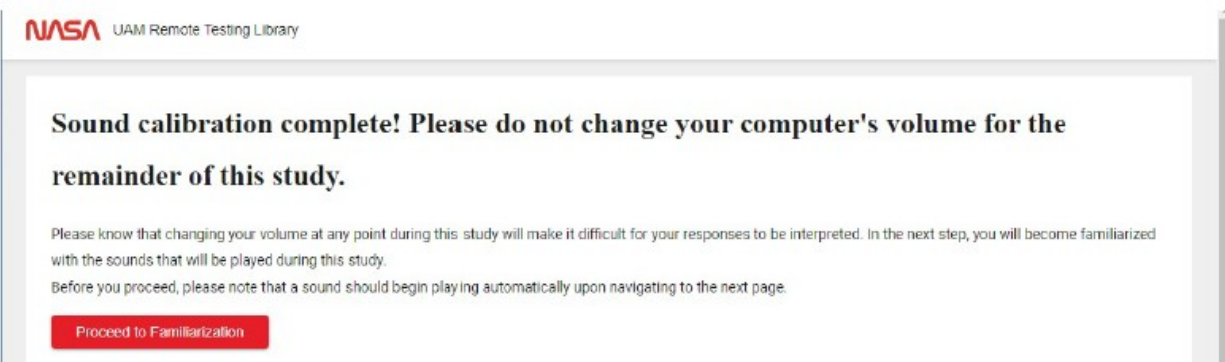 NASA UAM Remote Testing Library
Sound calibration complete! Please do not change your computer's volume for the
remainder of this study.
Please know that changing your volume at any point during this study will make it difficult for your responses to be interpreted. In the next step, you will become familiarized
with the sounds that will be played during this study.
Before you proceed, please note that a sound should begin playing automatically upon navigating to the next page.
Proceed to Familiarization